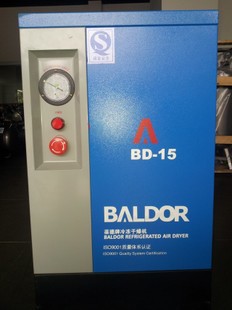 BD-15
BALDOR
BALDOR REFRIGERATED AIR DRYER
ISO9001质量体系认证
ISO9001 Quality System Certification